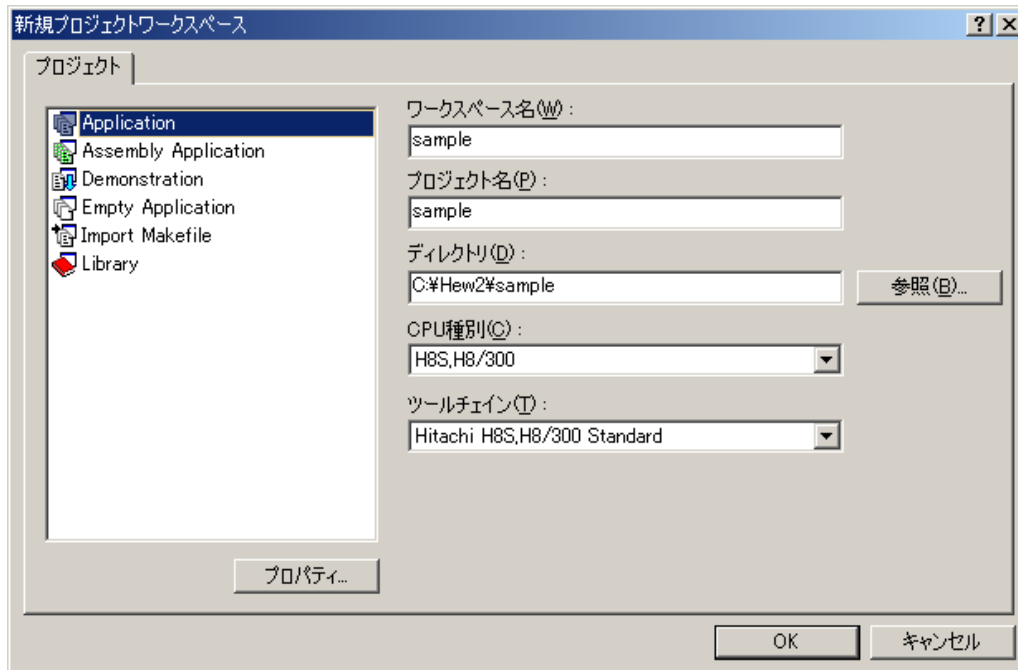 新規プロジェクトワークスペース
プロジェクト
Application
Assembly Application
Demonstration
Empty Application
Import Makefile
Library
プロパティ...
ワークスペース名(W) :
sample
プロジェクト名(P) :
sample
ディレクトリ(D) :
C:¥Hew2¥sample
参照(B)...
CPU種別(C) :
H8S,H8/300
ツールチェイン(T) :
Hitachi H8S,H8/300 Standard
OK
キャンセル